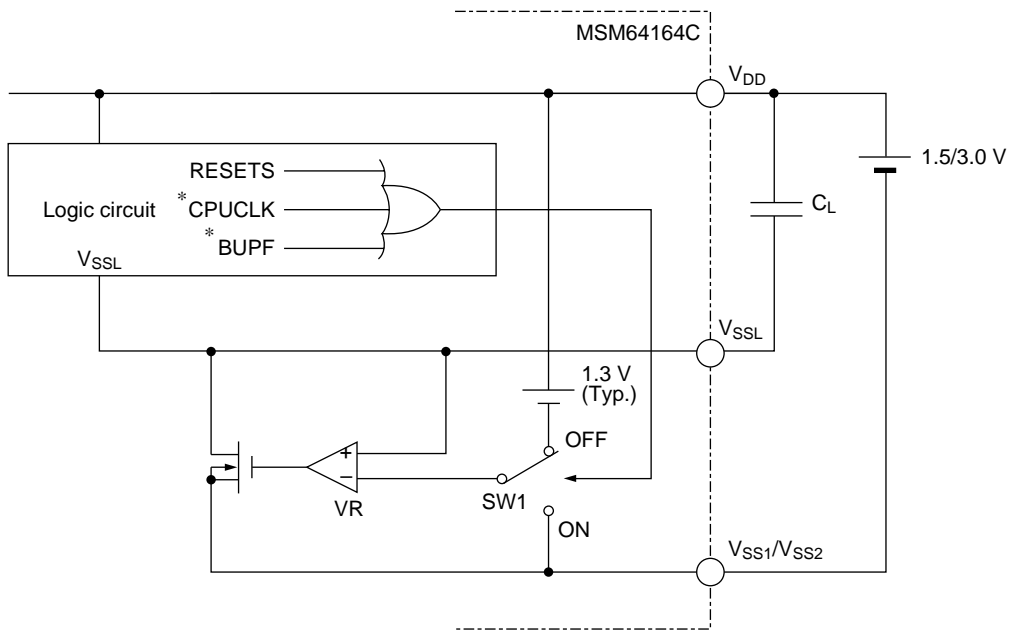 MSM64164C
VDD
1.5/3.0 V
RESETS
Logic circuit
*CPUCLK
*BUPF
CL
VSSL
VSSL
1.3 V
(Typ.)
OFF
+
−
VR
SW1
ON
VSS1/VSS2